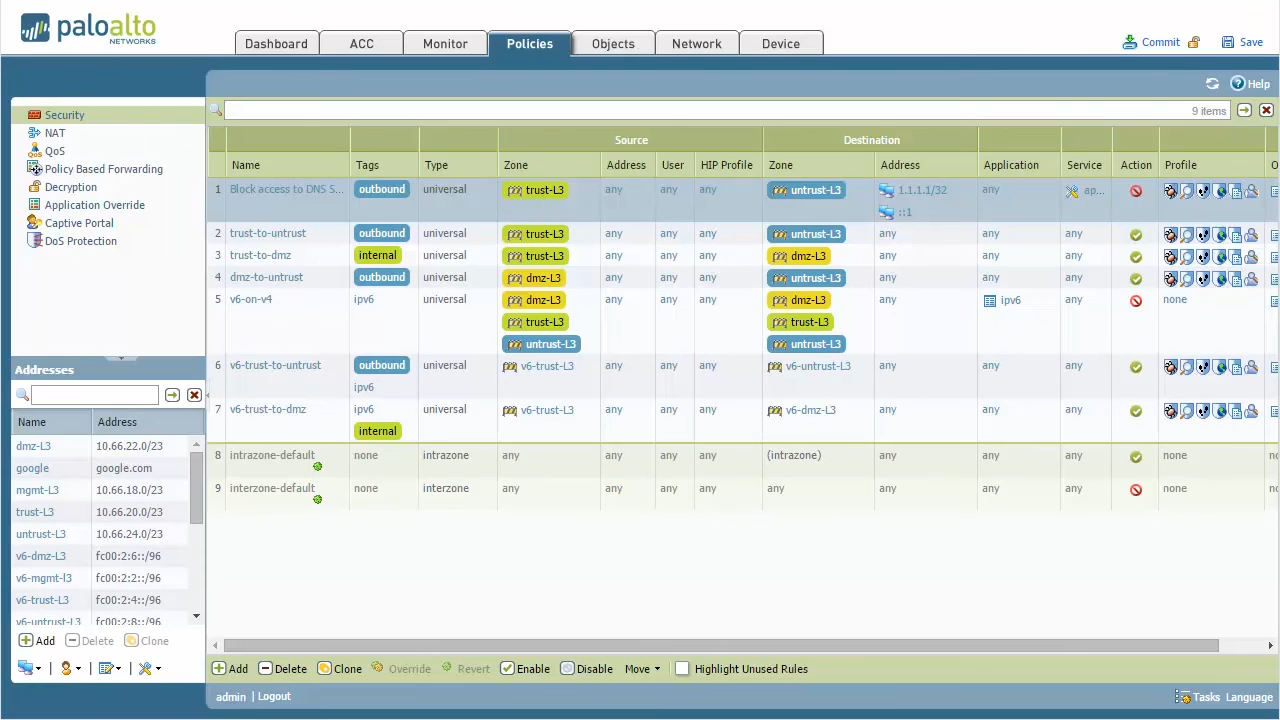 paloalto
NETWORKS
Dashboard ACC Monitor Policies Objects Network Device
Commit Save
Help
Security
NAT
QoS
Policy Based Forwarding
Decryption
Application Override
Captive Portal
DoS Protection
9 items
Source Destination
Name Tags Type Zone Address User HIP Profile Zone Address Application Service Action Profile
1 Block access to DNS S... outbound universal trust-L3 any any any untrust-L3 1.1.1.1/32 any ap...
::1
2 trust-to-untrust outbound universal trust-L3 any any any untrust-L3 any any any
3 trust-to-dmz internal universal trust-L3 any any any dmz-L3 any any any
4 dmz-to-untrust outbound universal dmz-L3 any any any untrust-L3 any any any
5 v6-on-v4 ipv6 universal dmz-L3 any any any dmz-L3 any ipv6 any none
trust-L3 trust-L3
untrust-L3 untrust-L3
6 v6-trust-to-untrust outbound universal v6-trust-L3 any any any v6-untrust-L3 any any any
ipv6
7 v6-trust-to-dmz ipv6 universal v6-trust-L3 any any any v6-dmz-L3 any any any
internal
8 intrazone-default none intrazone any any any any (intrazone) any any any none
9 interzone-default none interzone any any any any any any any any none
Addresses
Name Address
dmz-L3 10.66.22.0/23
google google.com
mgmt-L3 10.66.18.0/23
trust-L3 10.66.20.0/23
untrust-L3 10.66.24.0/23
v6-dmz-L3 fc00:2:6::/96
v6-mgmt-l3 fc00:2:2::/96
v6-trust-L3 fc00:2:4::/96
v6-untrust-L3 fc00:2:8::/96
Add Delete Clone
Add Delete Clone Override Revert Enable Disable Move Highlight Unused Rules
admin | Logout
Tasks Language